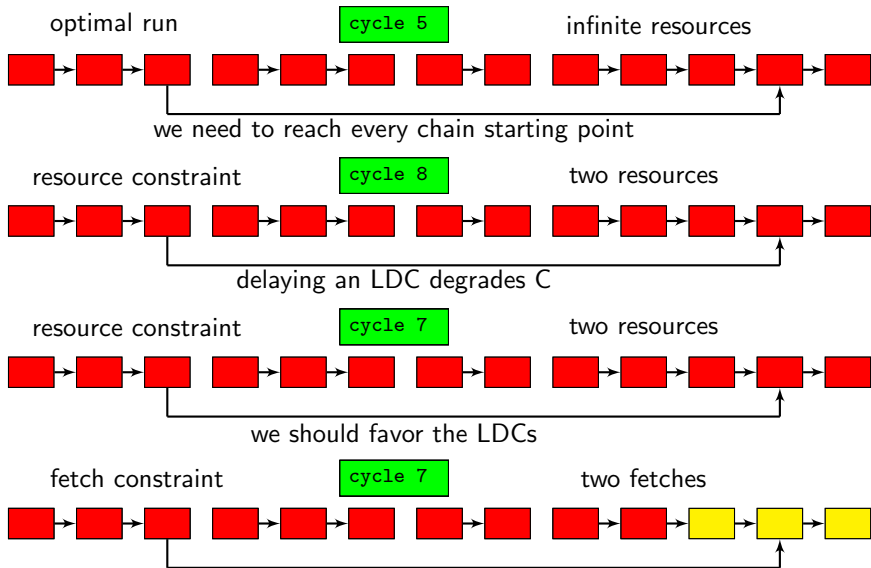 optimal run
cycle 5
infinite resources
we need to reach every chain starting point
resource constraint
cycle 8
two resources
delaying an LDC degrades C
resource constraint
cycle 7
two resources
we should favor the LDCs
fetch constraint
cycle 7
two fetches